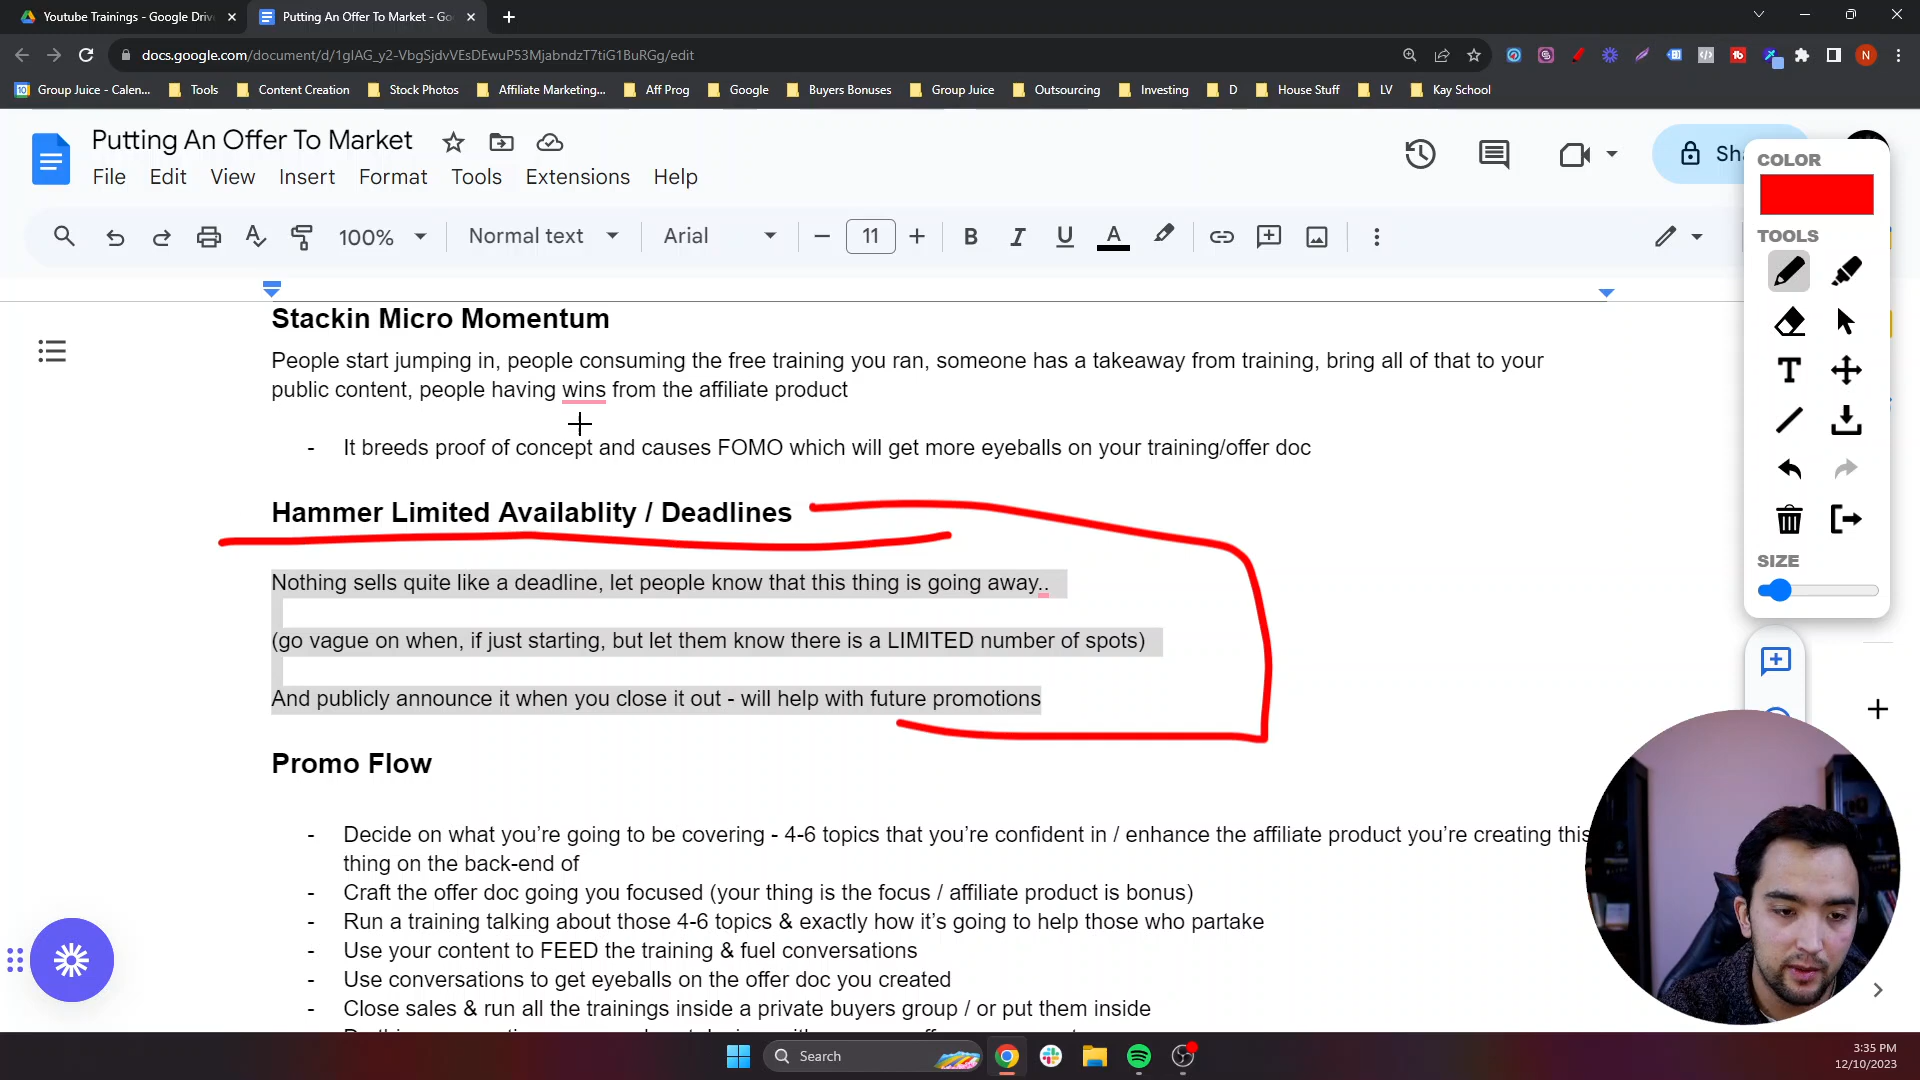 Youtube Trainings - Google Driv
Putting An Offer To Market - Go
docs.google.com/document/d/1glAG_y2-VbgSjdvVEsDEwuP53MjabndzT7tiG1BuRGg/edit
Group Juice - Calen...
Tools
Content Creation
Stock Photos
Affiliate Marketing...
Aff Prog
Google
Buyers Bonuses
Group Juice
Outsourcing
Investing
D
House Stuff
LV
Kay School
Putting An Offer To Market
File Edit View Insert Format Tools Extensions Help
100% Normal text Arial 11
COLOR
TOOLS
SIZE
Stackin Micro Momentum
People start jumping in, people consuming the free training you ran, someone has a takeaway from training, bring all of that to your
public content, people having wins from the affiliate product
- It breeds proof of concept and causes FOMO which will get more eyeballs on your training/offer doc
Hammer Limited Availablity / Deadlines
Nothing sells quite like a deadline, let people know that this thing is going away..
(go vague on when, if just starting, but let them know there is a LIMITED number of spots)
And publicly announce it when you close it out - will help with future promotions
Promo Flow
- Decide on what you're going to be covering - 4-6 topics that you're confident in / enhance the affiliate product you're creating this
thing on the back-end of
- Craft the offer doc going you focused (your thing is the focus / affiliate product is bonus)
- Run a training talking about those 4-6 topics & exactly how it's going to help those who partake
- Use your content to FEED the training & fuel conversations
- Use conversations to get eyeballs on the offer doc you created
- Close sales & run all the trainings inside a private buyers group / or put them inside
Search
3:35 PM
12/10/2023